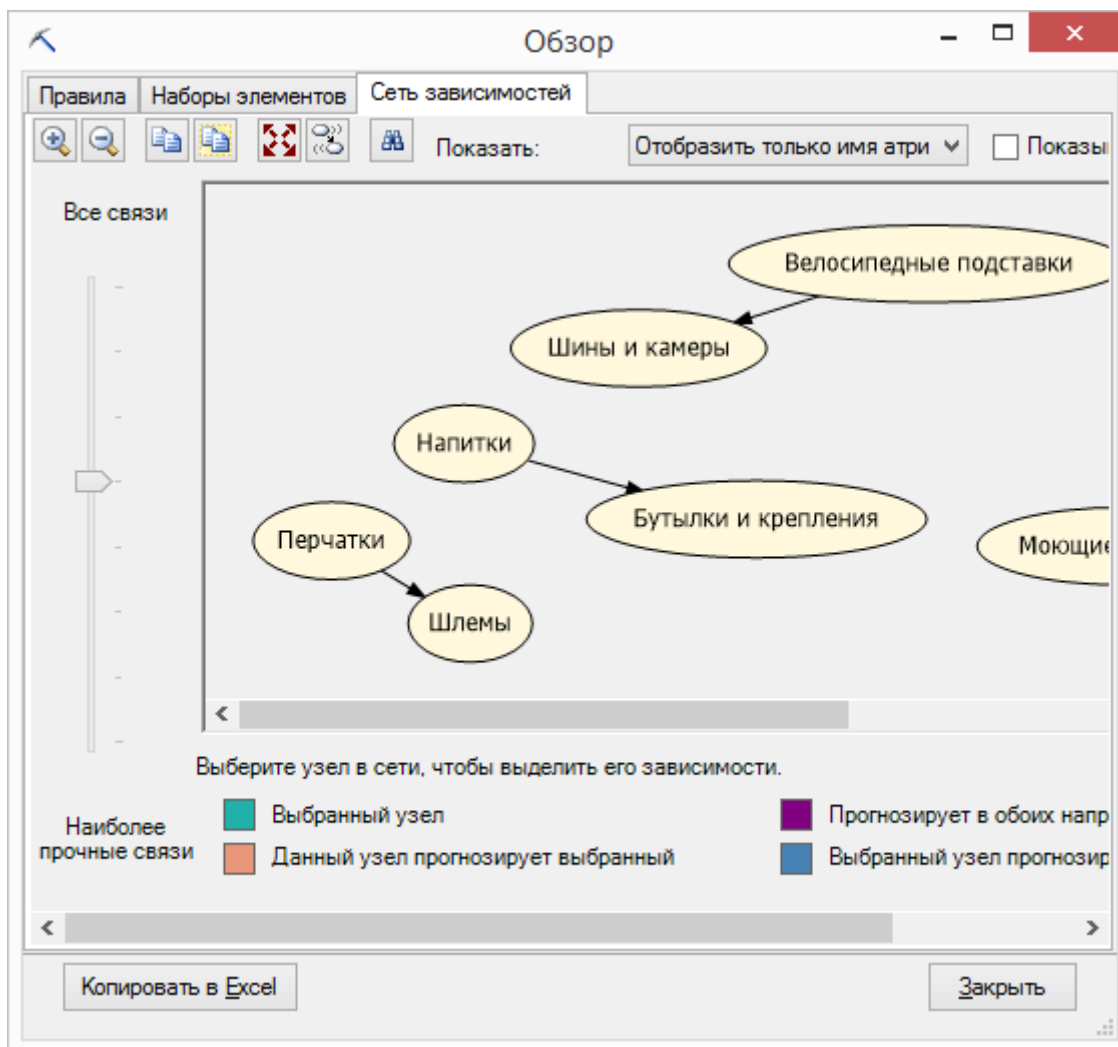 Обзор
Правила
Наборы элементов
Сеть зависимостей
Показать:
Отобразить только имя атри
Показы
Все связи
Велосипедные подставки
Шины и камеры
Напитки
Бутылки и крепления
Перчатки
Моющие
Шлемы
Выберите узел в сети, чтобы выделить его зависимости.
Наиболее
прочные связи
Выбранный узел
Прогнозирует в обоих напр
Данный узел прогнозирует выбранный
Выбранный узел прогнозир
Копировать в Excel
Закрыть